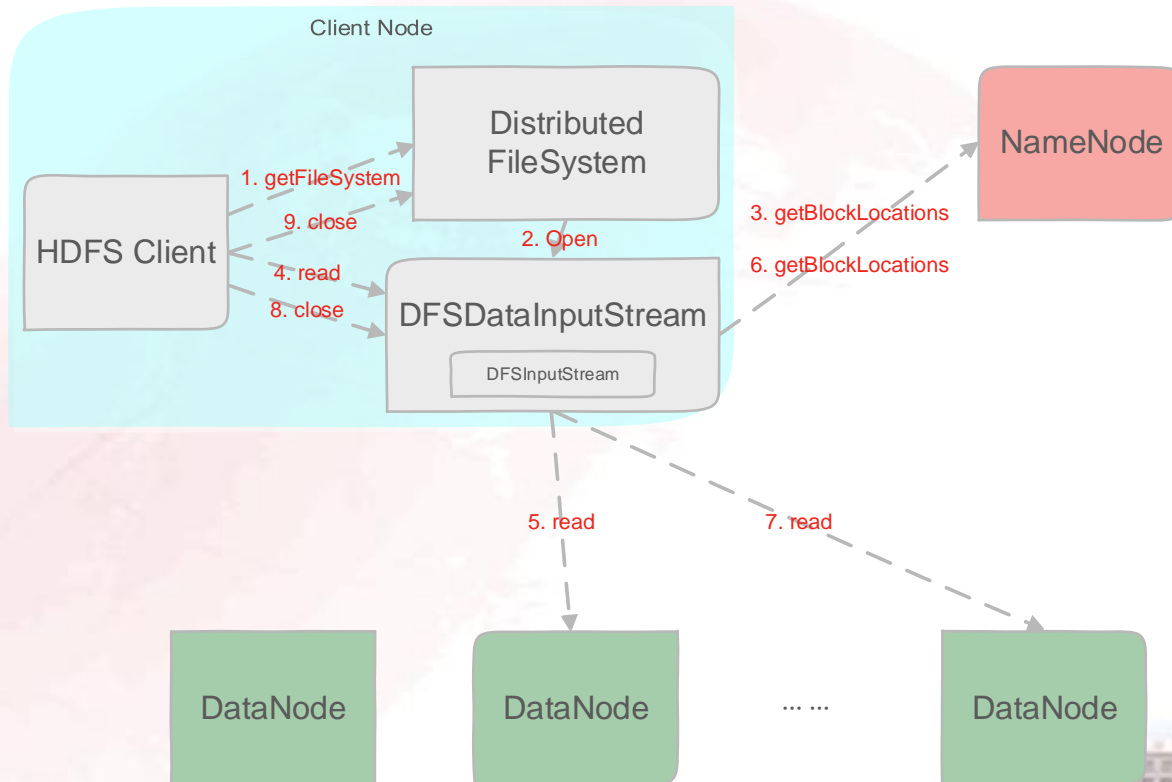 Client Node
Distributed
FileSystem
NameNode
1. getFileSystem
9. close
3. getBlockLocations
HDFS Client
2. Open
4. read
6. getBlockLocations
8. close
DFSDataInputStream
DFSInputStream
5. read
7. read
DataNode
DataNode
... ...
DataNode